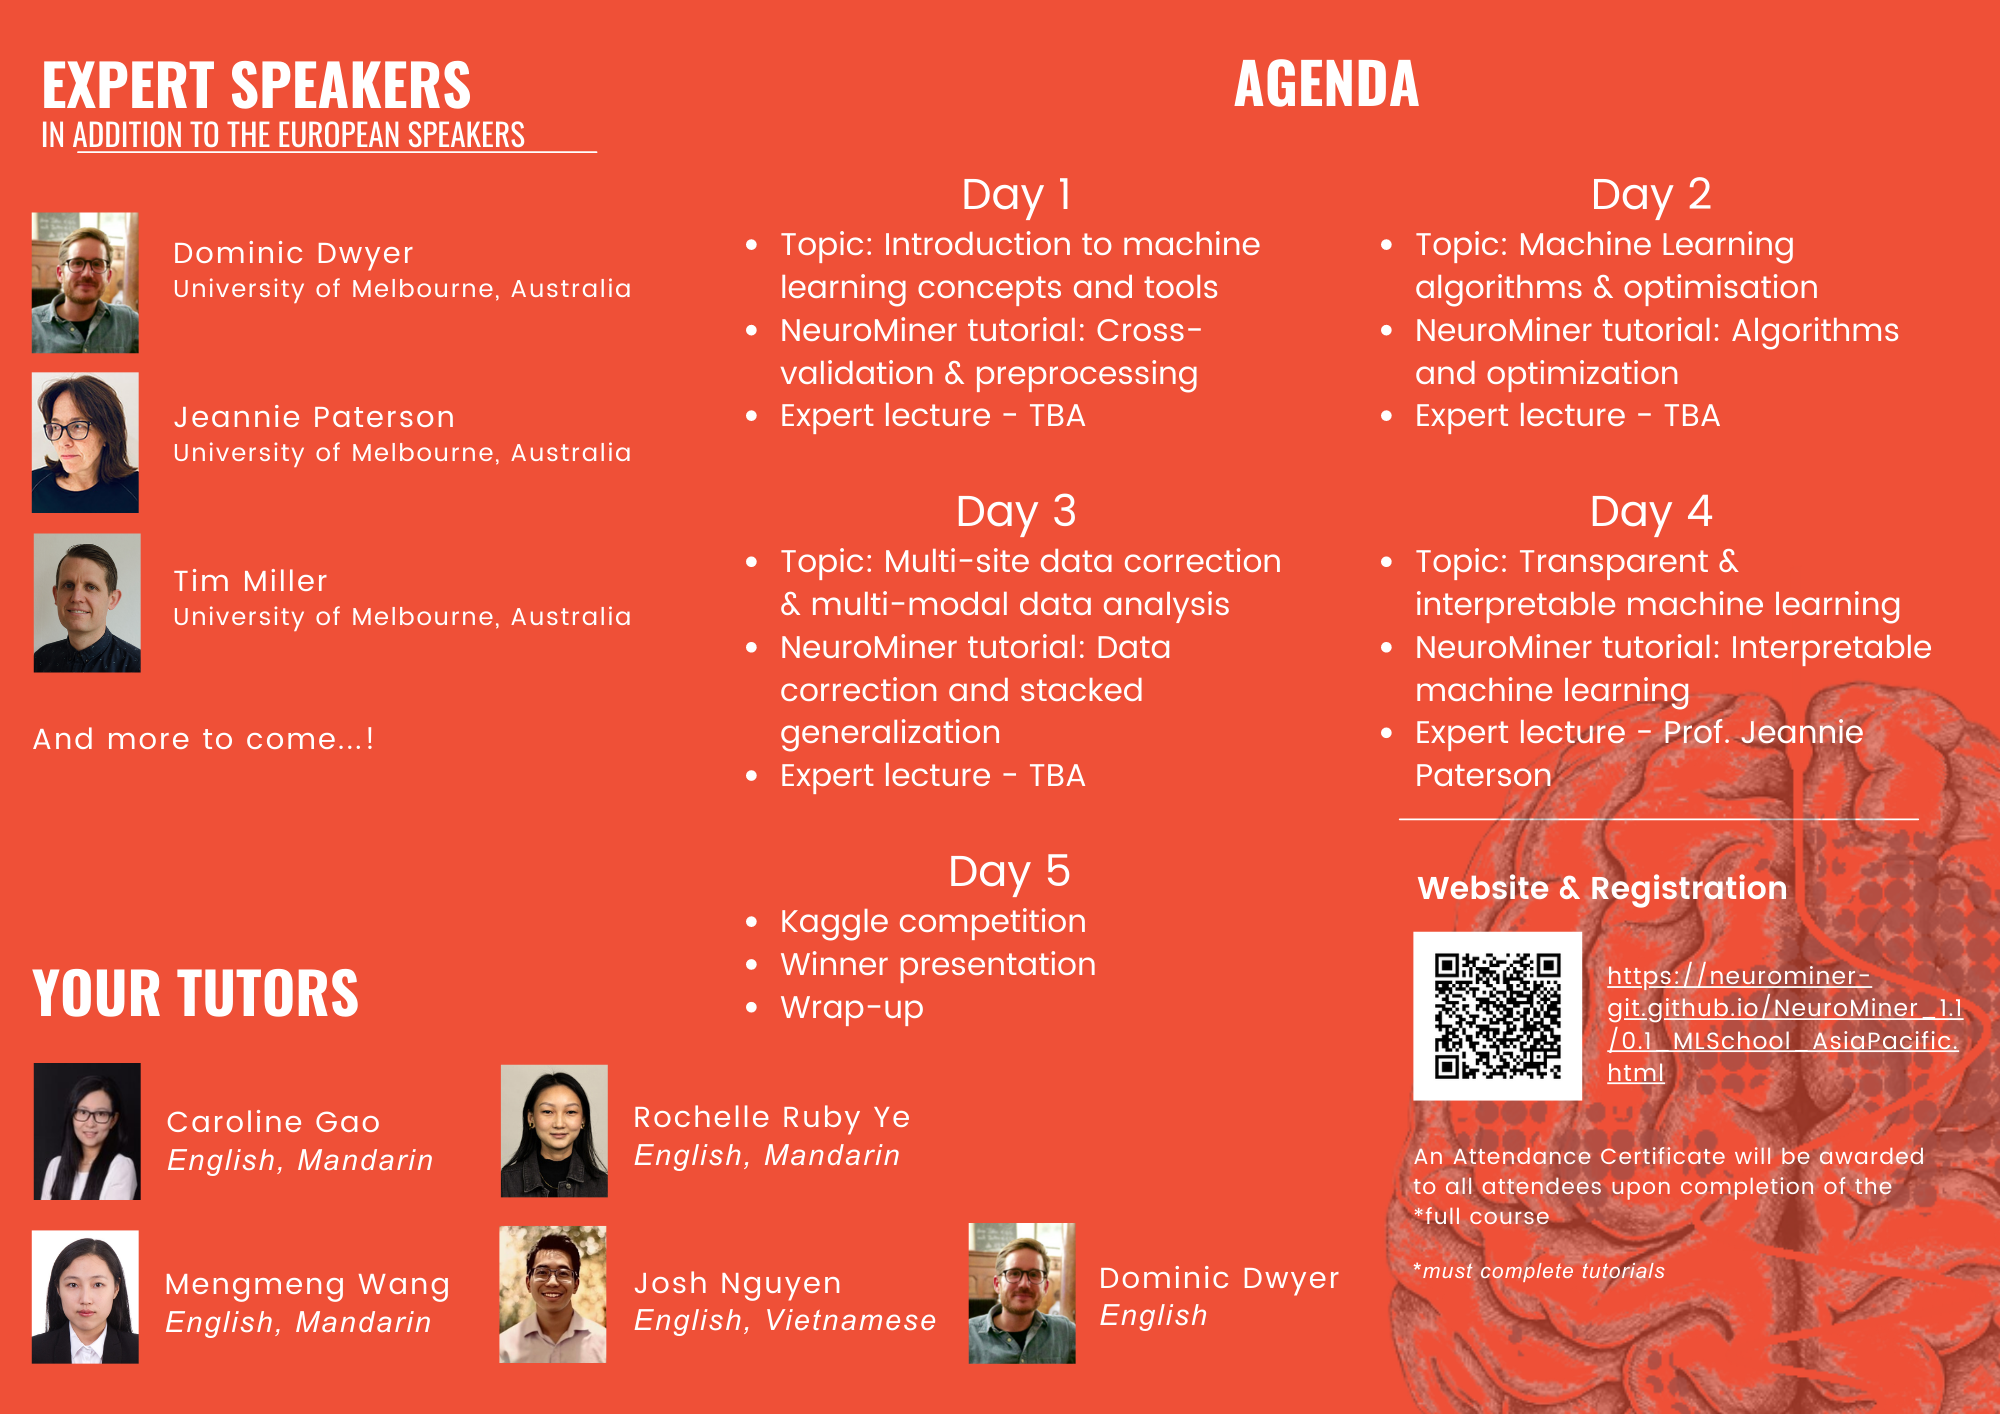 EXPERT SPEAKERS
IN ADDITION TO THE EUROPEAN SPEAKERS
Dominic Dwyer
University of Melbourne, Australia
Jeannie Paterson
University of Melbourne, Australia
Tim Miller
University of Melbourne, Australia
And more to come...!
AGENDA
Day 1
• Topic: Introduction to machine
learning concepts and tools
• NeuroMiner tutorial: Cross-
validation & preprocessing
• Expert lecture - TBA
Day 2
• Topic: Machine Learning
algorithms & optimisation
• NeuroMiner tutorial: Algorithms
and optimization
• Expert lecture - TBA
Day 3
• Topic: Multi-site data correction
& multi-modal data analysis
• NeuroMiner tutorial: Data
correction and stacked
generalization
• Expert lecture - TBA
Day 4
• Topic: Transparent &
interpretable machine learning
• NeuroMiner tutorial: Interpretable
machine learning
• Expert lecture - Prof. Jeannie
Paterson
Day 5
• Kaggle competition
• Winner presentation
• Wrap-up
Website & Registration
https://neurominer-
git.github.io/NeuroMiner_1.1
/0.1_MLSchool_AsiaPacific.
html
An Attendance Certificate will be awarded
to all attendees upon completion of the
*full course
*must complete tutorials
YOUR TUTORS
Caroline Gao
English, Mandarin
Rochelle Ruby Ye
English, Mandarin
Mengmeng Wang
English, Mandarin
Josh Nguyen
English, Vietnamese
Dominic Dwyer
English